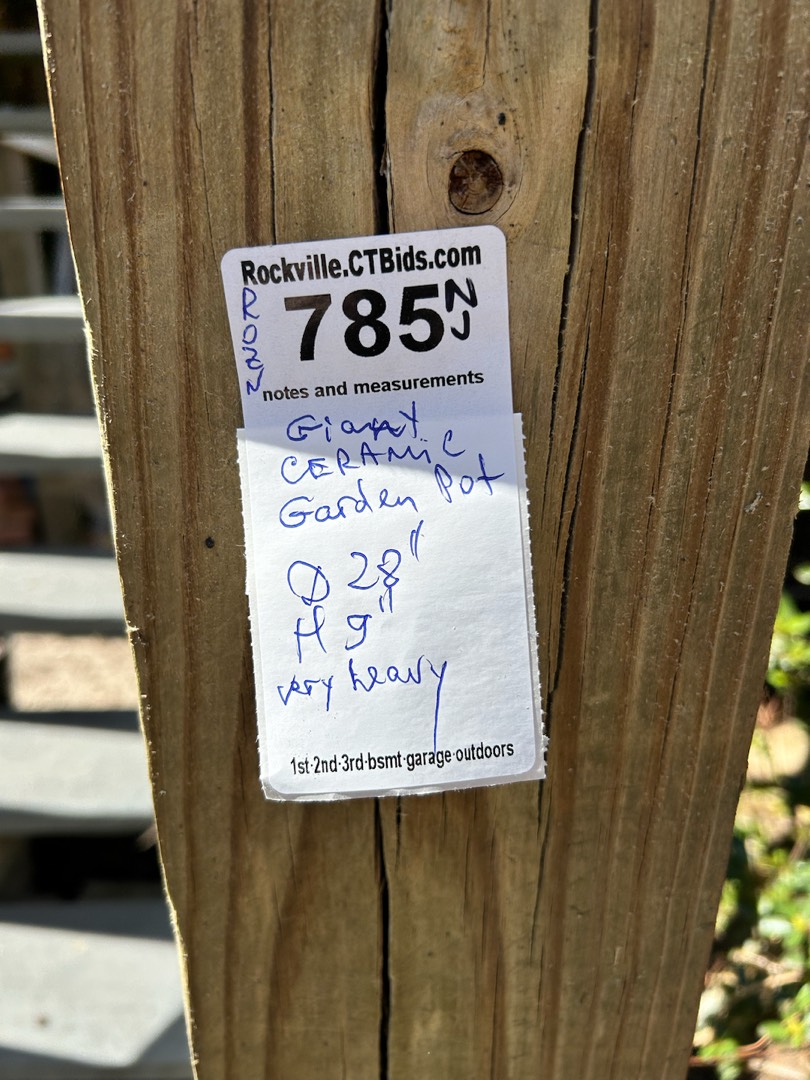 Rockville.CTBids.com
785
NJ
ROZEN
notes and measurements
Giant
CERAMIC
Garden Pot
Ø 28"
H 9"
very heavy
1st·2nd·3rd·bsmt·garage·outdoors